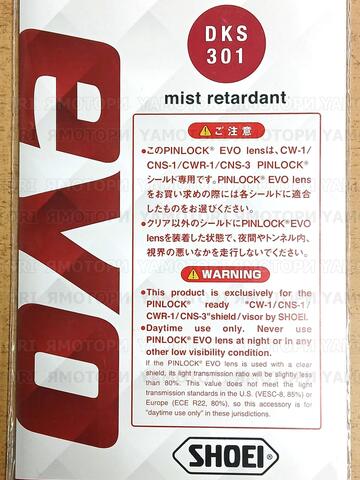 DKS
301
evo
mist retardant
ご注意
●このPINLOCK® EVO lensは、CW-1/
CNS-1/CWR-1/CNS-3 PINLOCK®
シールド専用です。PINLOCK® EVO lens
をお買い求めの際には各シールドに適合
したものをお選びください。
●クリア以外のシールドにPINLOCK® EVO
lensを装着した状態で、夜間やトンネル内、
視界の悪いなかを走行しないでください。
WARNING
●This product is exclusively for the
PINLOCK® ready "CW-1/CNS-1/
CWR-1/CNS-3"shield/visor by SHOEI.
●Daytime use only. Never use
PINLOCK® EVO lens at night or in any
other low visibility condition.
If the PINLOCK® EVO lens is used with a clear
shield, its light transmission ratio will be slightly less
than 80%. This value does not meet the light
transmission standards in the U.S. (VESC-8, 85%) or
Europe (ECE R22, 80%), so this accessory is for
"daytime use only" in these jurisdictions.
SHOEI
YAMOTORI ЯМОТОРИ